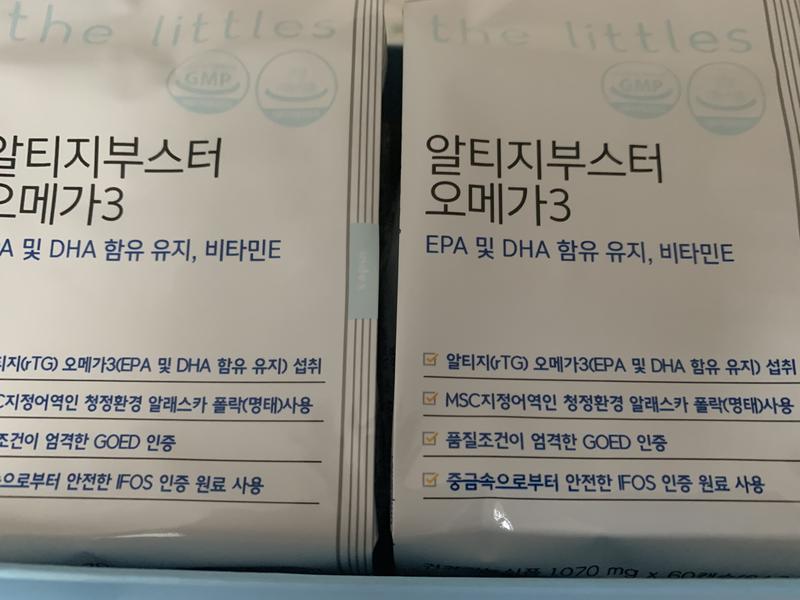 the littles
GMP
알티지부스터
오메가3
A 및 DHA 함유 유지, 비타민E
티지(rTG) 오메가3(EPA 및 DHA 함유 유지) 섭취
C지정어역인 청정환경 알래스카 폴락(명태)사용
조건이 엄격한 GOED 인증
속으로부터 안전한 IFOS 인증 원료 사용
the littles
GMP
알티지부스터
오메가3
EPA 및 DHA 함유 유지, 비타민E
알티지(rTG) 오메가3(EPA 및 DHA 함유 유지) 섭취
MSC지정어역인 청정환경 알래스카 폴락(명태)사용
품질조건이 엄격한 GOED 인증
중금속으로부터 안전한 IFOS 인증 원료 사용
1070 mg x 60캡슐